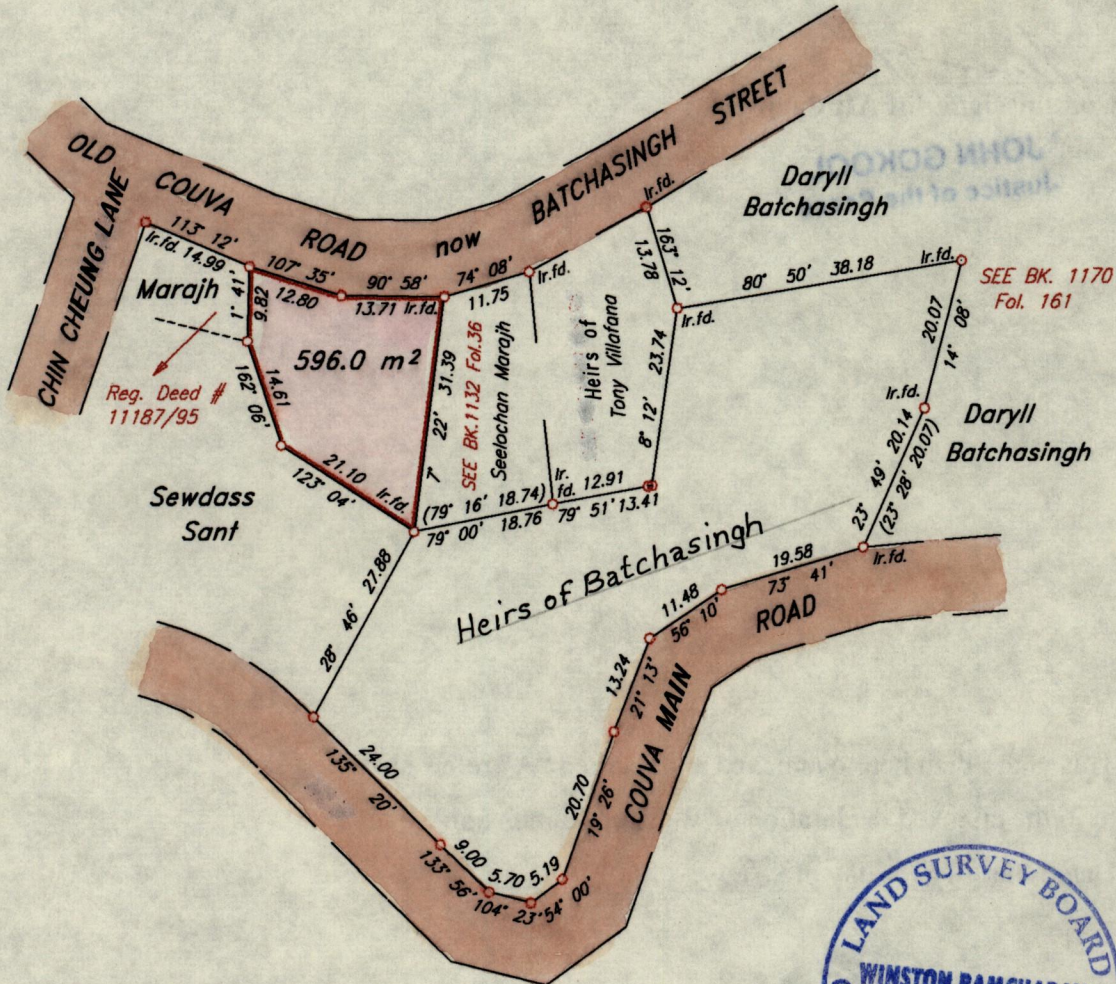 OLD COUVA ROAD now BATCHASINGH STREET
CHIN CHEUNG LANE
JOHN GOKOOL
Justice of the
Daryll
Batchasingh
113° 12'
Ir.fd. 14.99
107° 35'
12.80
90° 58'
13.71 Ir.fd.
74° 08'
11.75
Ir.fd.
Ir.fd.
163° 12'
13.78
Ir.fd.
80° 50' 38.18 Ir.fd.
SEE BK. 1170
Fol. 161
Marajh
1° 41'
9.82
596.0 m²
Reg. Deed #
11187/95
14.61
162° 06'
21.10 Ir.fd.
123° 04'
31.39
7° 22'
SEE BK.1132 Fol.36
Seelochan Marajh
Heirs of
Tony Villafana
23.74
8° 12'
20.07
14° 08'
Ir.fd.
20.14
23° 49'
(23° 28' 20.07)
Daryll
Batchasingh
Sewdass
Sant
(79° 16' 18.74)
79° 00' 18.76
Ir.
fd.
12.91
79° 51' 13.41
27.88
28° 46'
Heirs of Batchasingh
19.58
73° 41'
Ir.fd.
11.48
56° 10'
13.24
21° 13'
COUVA MAIN ROAD
20.70
19° 26'
24.00
135° 20'
9.00
133° 56'
5.70
104° 23'
5.19
54° 00'
LAND SURVEY BOARD
WINSTON RAMCHARAN